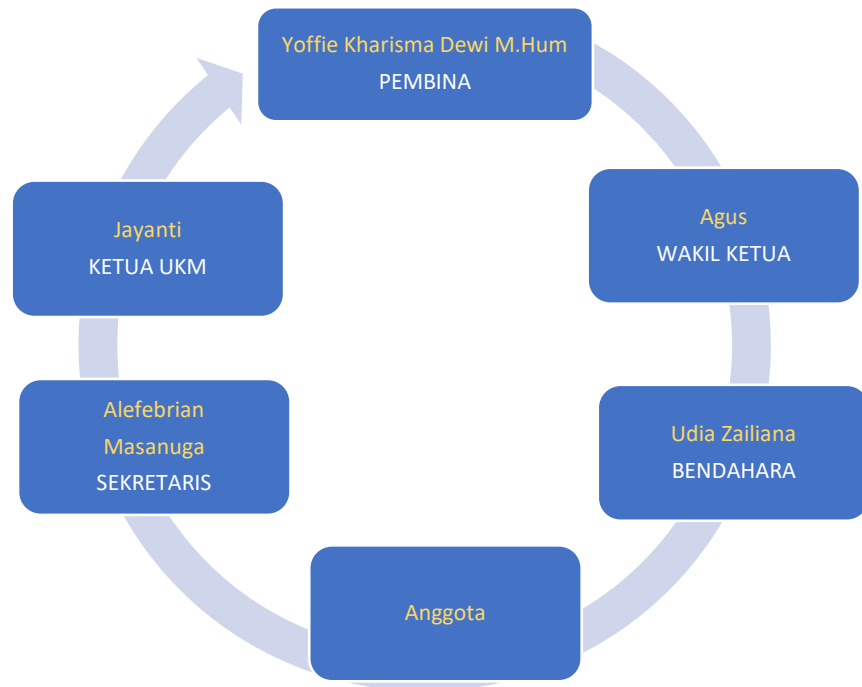 Yoffie Kharisma Dewi M.Hum
PEMBINA
Agus
WAKIL KETUA
Udia Zailiana
BENDAHARA
Anggota
Alefebrian
Masanuga
SEKRETARIS
Jayanti
KETUA UKM